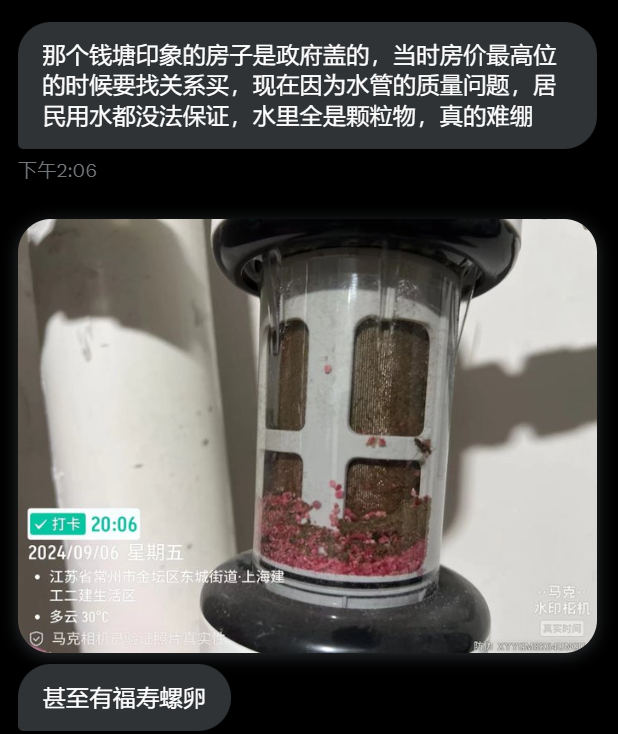 那个钱塘印象的房子是政府盖的，当时房价最高位
的时候要找关系买，现在因为水管的质量问题，居
民用水都没法保证，水里全是颗粒物，真的难绷
下午2:06
打卡 20:06
2024/09/06 星期五
江苏省常州市金坛区东城街道·上海建
工二建生活区
多云 30°C
马克
水印相机
真实时间
马克相机已验证照片真实性
甚至有福寿螺卵